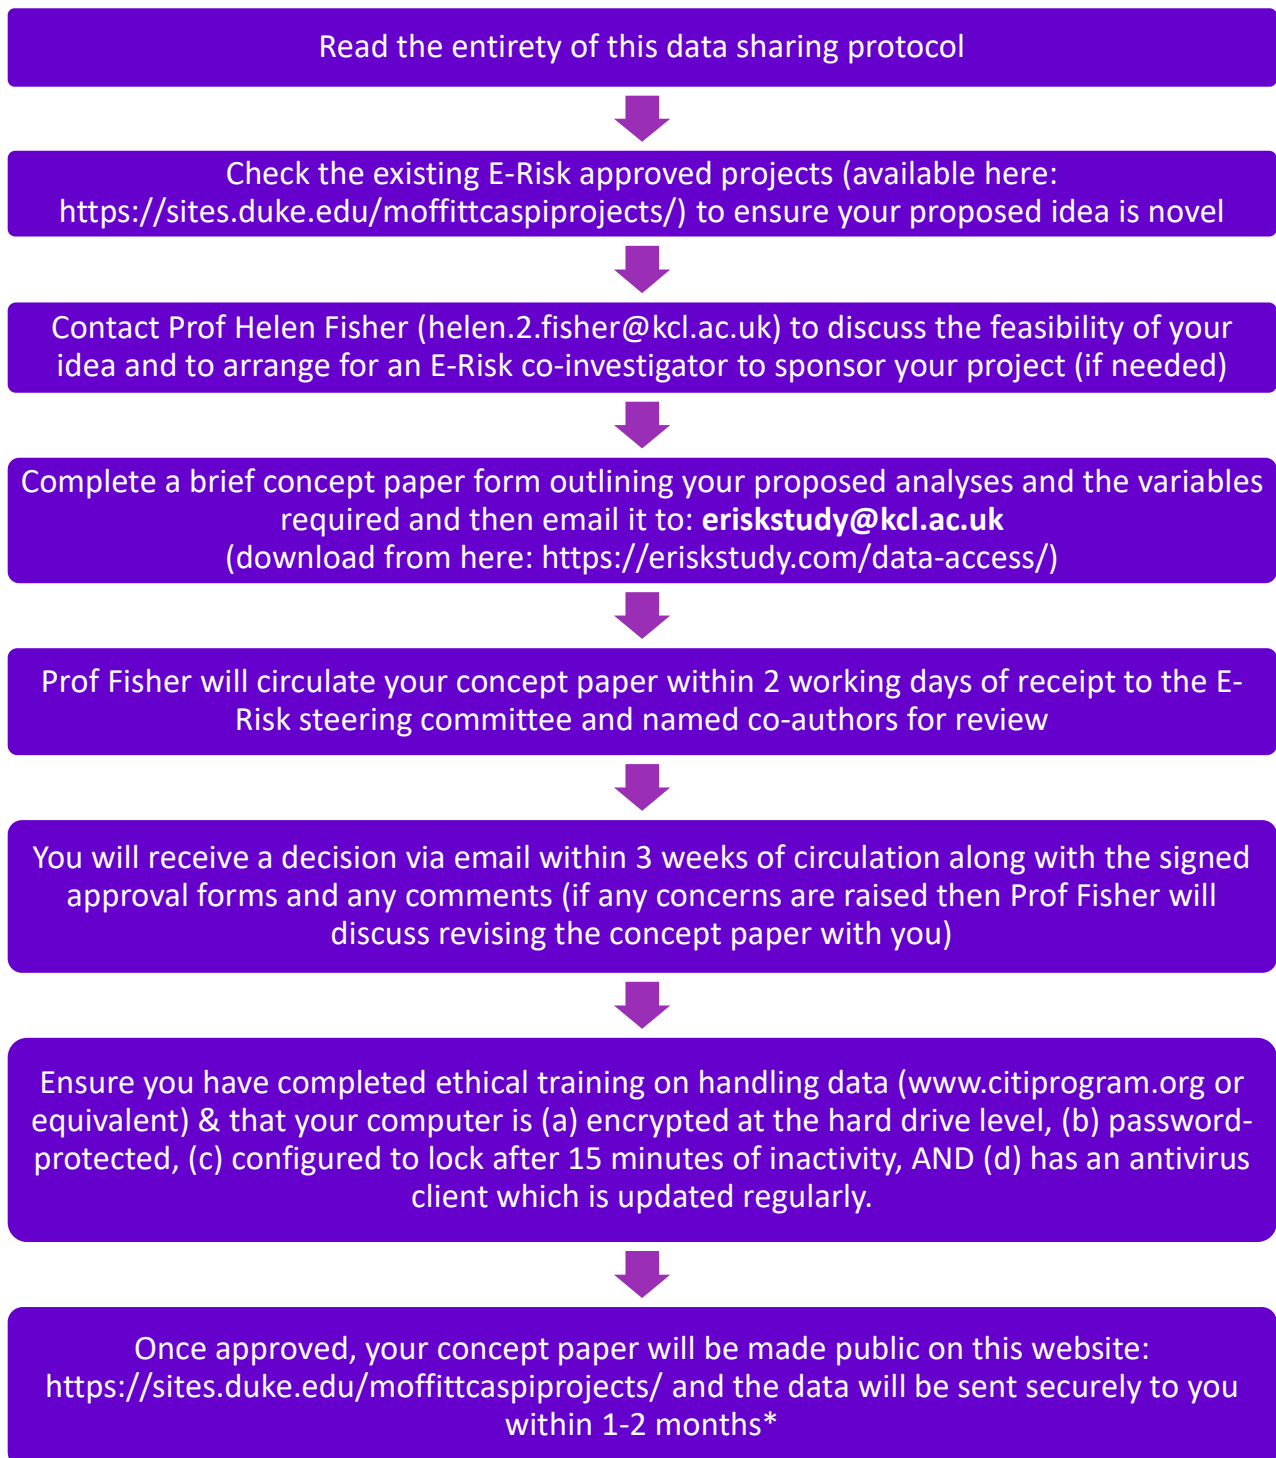 Read the entirety of this data sharing protocol
Check the existing E-Risk approved projects (available here:
https://sites.duke.edu/moffittcaspiprojects/) to ensure your proposed idea is novel
Contact Prof Helen Fisher (helen.2.fisher@kcl.ac.uk) to discuss the feasibility of your
idea and to arrange for an E-Risk co-investigator to sponsor your project (if needed)
Complete a brief concept paper form outlining your proposed analyses and the variables
required and then email it to: eriskstudy@kcl.ac.uk
(download from here: https://eriskstudy.com/data-access/)
Prof Fisher will circulate your concept paper within 2 working days of receipt to the E-
Risk steering committee and named co-authors for review
You will receive a decision via email within 3 weeks of circulation along with the signed
approval forms and any comments (if any concerns are raised then Prof Fisher will
discuss revising the concept paper with you)
Ensure you have completed ethical training on handling data (www.citiprogram.org or
equivalent) & that your computer is (a) encrypted at the hard drive level, (b) password-
protected, (c) configured to lock after 15 minutes of inactivity, AND (d) has an antivirus
client which is updated regularly.
Once approved, your concept paper will be made public on this website:
https://sites.duke.edu/moffittcaspiprojects/ and the data will be sent securely to you
within 1-2 months*